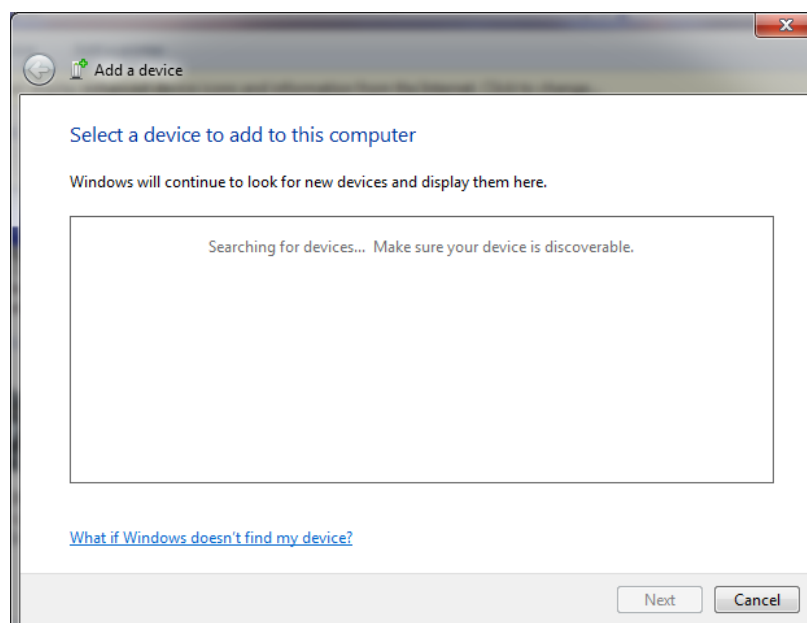 Add a device
Select a device to add to this computer
Windows will continue to look for new devices and display them here.
Searching for devices... Make sure your device is discoverable.
What if Windows doesn't find my device?
Next
Cancel